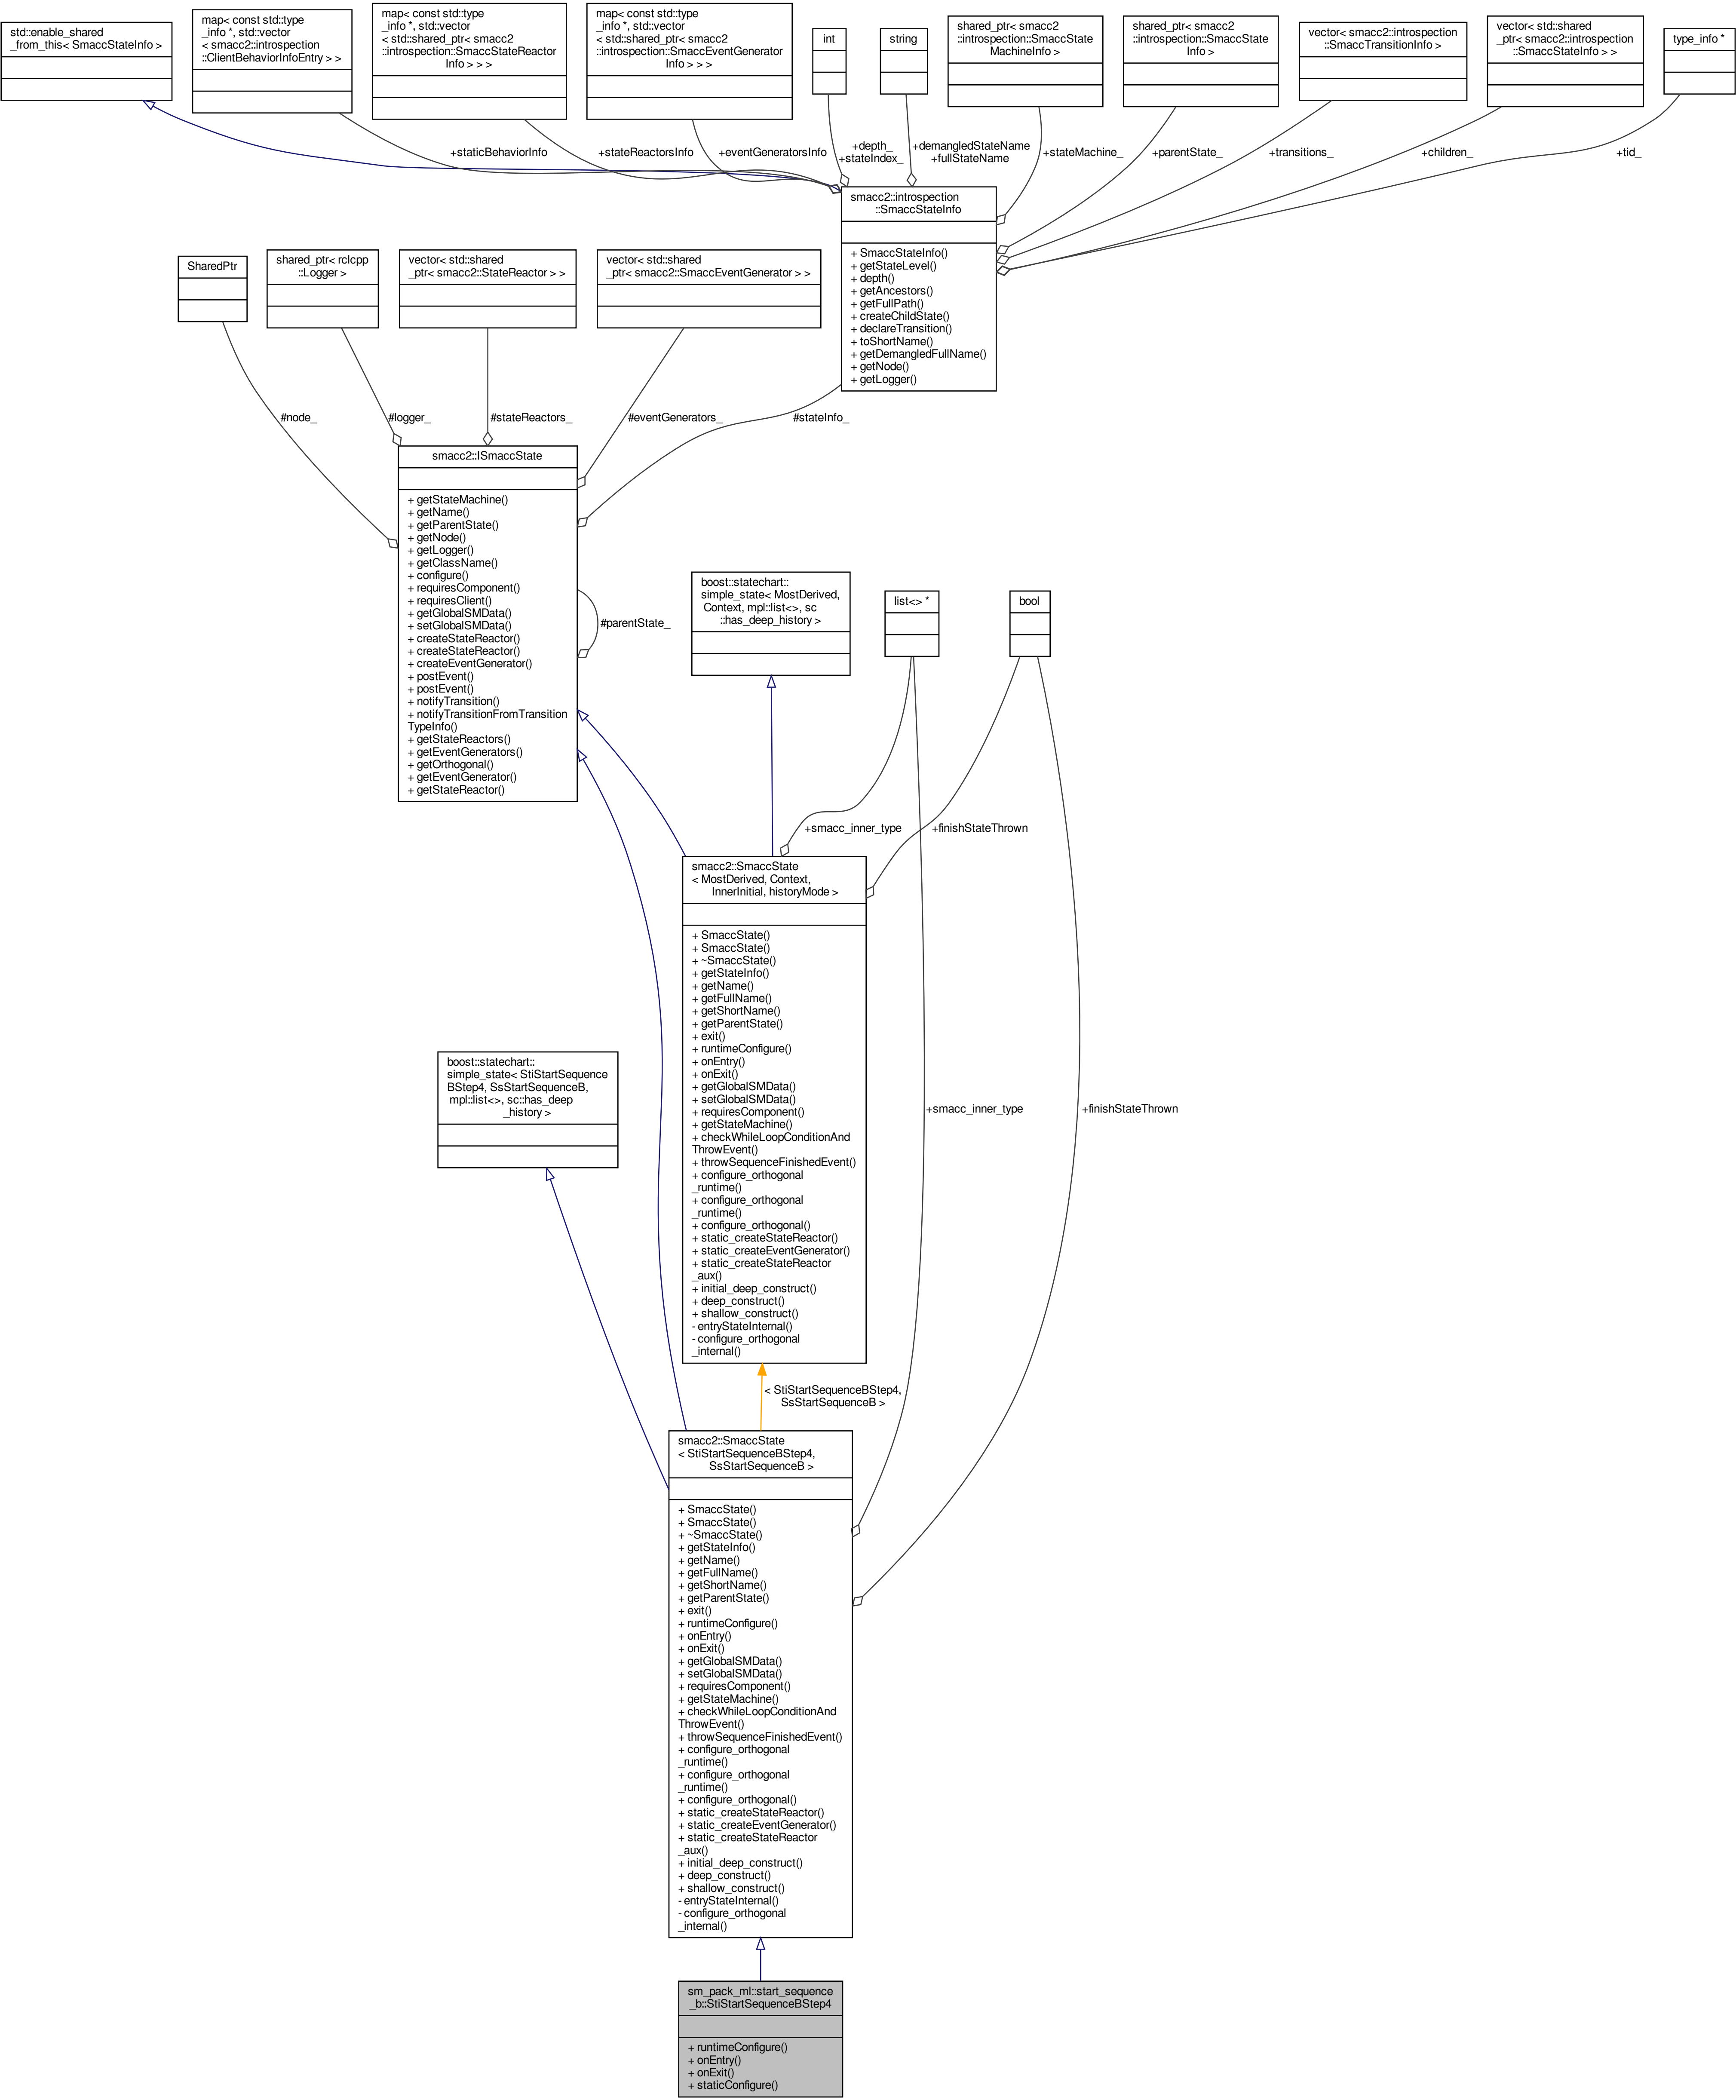 std::enable_shared
_from_this< SmaccStateInfo >
map< const std::type
_info *, std::vector
< smacc2::introspection
::ClientBehaviorInfoEntry > >
map< const std::type
_info *, std::vector
< std::shared_ptr< smacc2
::introspection::SmaccStateReactor
Info > > >
map< const std::type
_info *, std::vector
< std::shared_ptr< smacc2
::introspection::SmaccEventGenerator
Info > > >
int
string
shared_ptr< smacc2
::introspection::SmaccState
MachineInfo >
shared_ptr< smacc2
::introspection::SmaccState
Info >
vector< smacc2::introspection
::SmaccTransitionInfo >
vector< std::shared
_ptr< smacc2::introspection
::SmaccStateInfo > >
type_info *
+staticBehaviorInfo
+stateReactorsInfo
+eventGeneratorsInfo
+depth_
+stateIndex_
+demangledStateName
+fullStateName
+stateMachine_
+parentState_
+transitions_
+children_
+tid_
smacc2::introspection
::SmaccStateInfo
+ SmaccStateInfo()
+ getStateLevel()
+ depth()
+ getAncestors()
+ getFullPath()
+ createChildState()
+ declareTransition()
+ toShortName()
+ getDemangledFullName()
+ getNode()
+ getLogger()
SharedPtr
shared_ptr< rclcpp
::Logger >
vector< std::shared
_ptr< smacc2::StateReactor > >
vector< std::shared
_ptr< smacc2::SmaccEventGenerator > >
#node_
#logger_
#stateReactors_
#eventGenerators_
#stateInfo_
smacc2::ISmaccState
+ getStateMachine()
+ getName()
+ getParentState()
+ getNode()
+ getLogger()
+ getClassName()
+ configure()
+ requiresComponent()
+ requiresClient()
+ getGlobalSMData()
+ setGlobalSMData()
+ createStateReactor()
+ createStateReactor()
+ createEventGenerator()
+ postEvent()
+ postEvent()
+ notifyTransition()
+ notifyTransitionFromTransition
TypeInfo()
+ getStateReactors()
+ getEventGenerators()
+ getOrthogonal()
+ getEventGenerator()
+ getStateReactor()
#parentState_
boost::statechart::
simple_state< MostDerived,
Context, mpl::list<>, sc
::has_deep_history >
list<> *
bool
+smacc_inner_type
+finishStateThrown
smacc2::SmaccState
< MostDerived, Context,
InnerInitial, historyMode >
+ SmaccState()
+ SmaccState()
+ ~SmaccState()
+ getStateInfo()
+ getName()
+ getFullName()
+ getShortName()
+ getParentState()
+ exit()
+ runtimeConfigure()
+ onEntry()
+ onExit()
+ getGlobalSMData()
+ setGlobalSMData()
+ requiresComponent()
+ getStateMachine()
+ checkWhileLoopConditionAnd
ThrowEvent()
+ throwSequenceFinishedEvent()
+ configure_orthogonal
_runtime()
+ configure_orthogonal
_runtime()
+ configure_orthogonal()
+ static_createStateReactor()
+ static_createEventGenerator()
+ static_createStateReactor
_aux()
+ initial_deep_construct()
+ deep_construct()
+ shallow_construct()
- entryStateInternal()
- configure_orthogonal
_internal()
boost::statechart::
simple_state< StiStartSequence
BStep4, SsStartSequenceB,
mpl::list<>, sc::has_deep
_history >
+smacc_inner_type
+finishStateThrown
< StiStartSequenceBStep4,
SsStartSequenceB >
smacc2::SmaccState
< StiStartSequenceBStep4,
SsStartSequenceB >
+ SmaccState()
+ SmaccState()
+ ~SmaccState()
+ getStateInfo()
+ getName()
+ getFullName()
+ getShortName()
+ getParentState()
+ exit()
+ runtimeConfigure()
+ onEntry()
+ onExit()
+ getGlobalSMData()
+ setGlobalSMData()
+ requiresComponent()
+ getStateMachine()
+ checkWhileLoopConditionAnd
ThrowEvent()
+ throwSequenceFinishedEvent()
+ configure_orthogonal
_runtime()
+ configure_orthogonal
_runtime()
+ configure_orthogonal()
+ static_createStateReactor()
+ static_createEventGenerator()
+ static_createStateReactor
_aux()
+ initial_deep_construct()
+ deep_construct()
+ shallow_construct()
- entryStateInternal()
- configure_orthogonal
_internal()
sm_pack_ml::start_sequence
_b::StiStartSequenceBStep4
+ runtimeConfigure()
+ onEntry()
+ onExit()
+ staticConfigure()